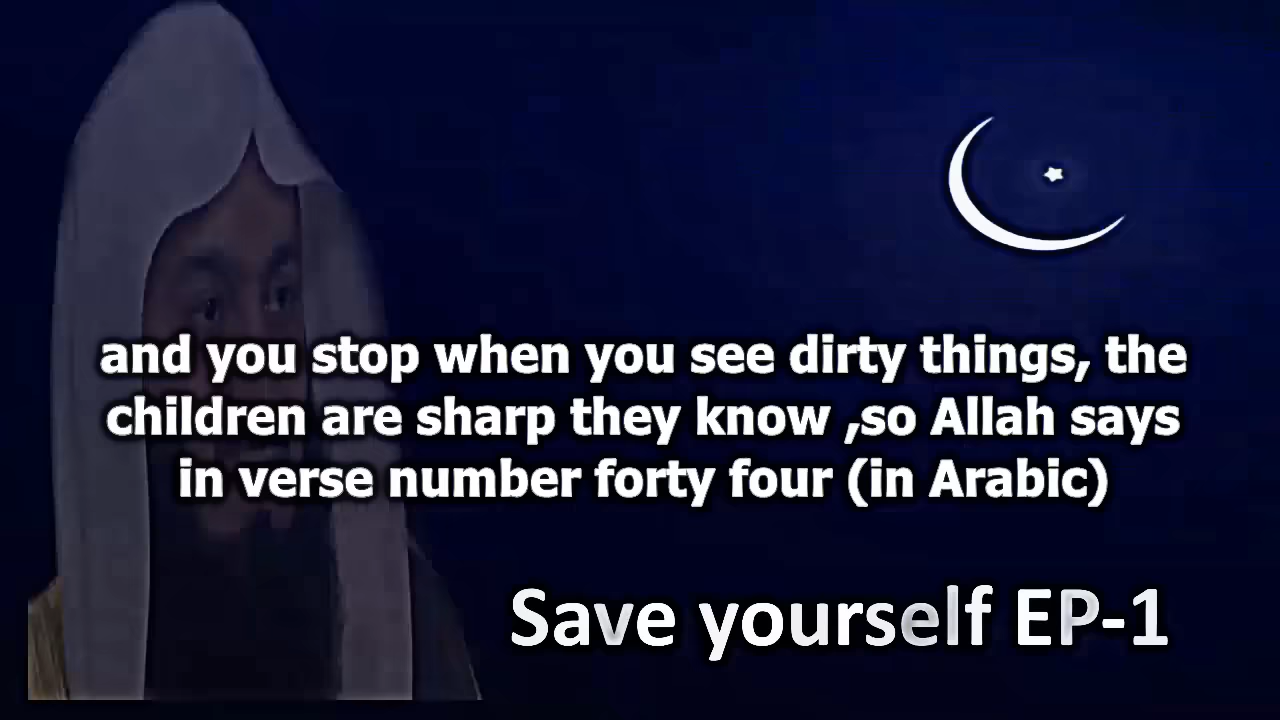 and you stop when you see dirty things, the
children are sharp they know ,so Allah says
in verse number forty four (in Arabic)
Save yourself EP-1